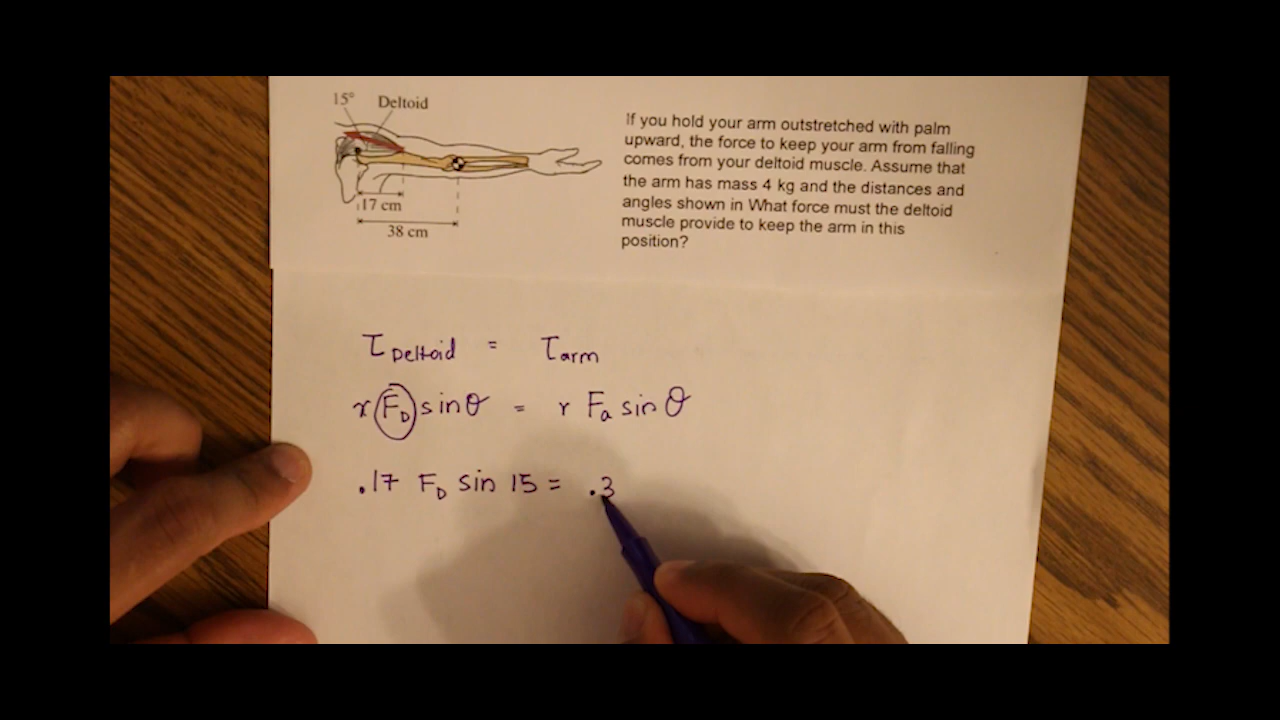 15° Deltoid
17 cm
38 cm
If you hold your arm outstretched with palm
upward, the force to keep your arm from falling
comes from your deltoid muscle. Assume that
the arm has mass 4 kg and the distances and
angles shown in What force must the deltoid
muscle provide to keep the arm in this
position?
τ Deltoid = τarm
r F_D sinθ = r Fa sin θ
.17 F_D sin 15 = .3